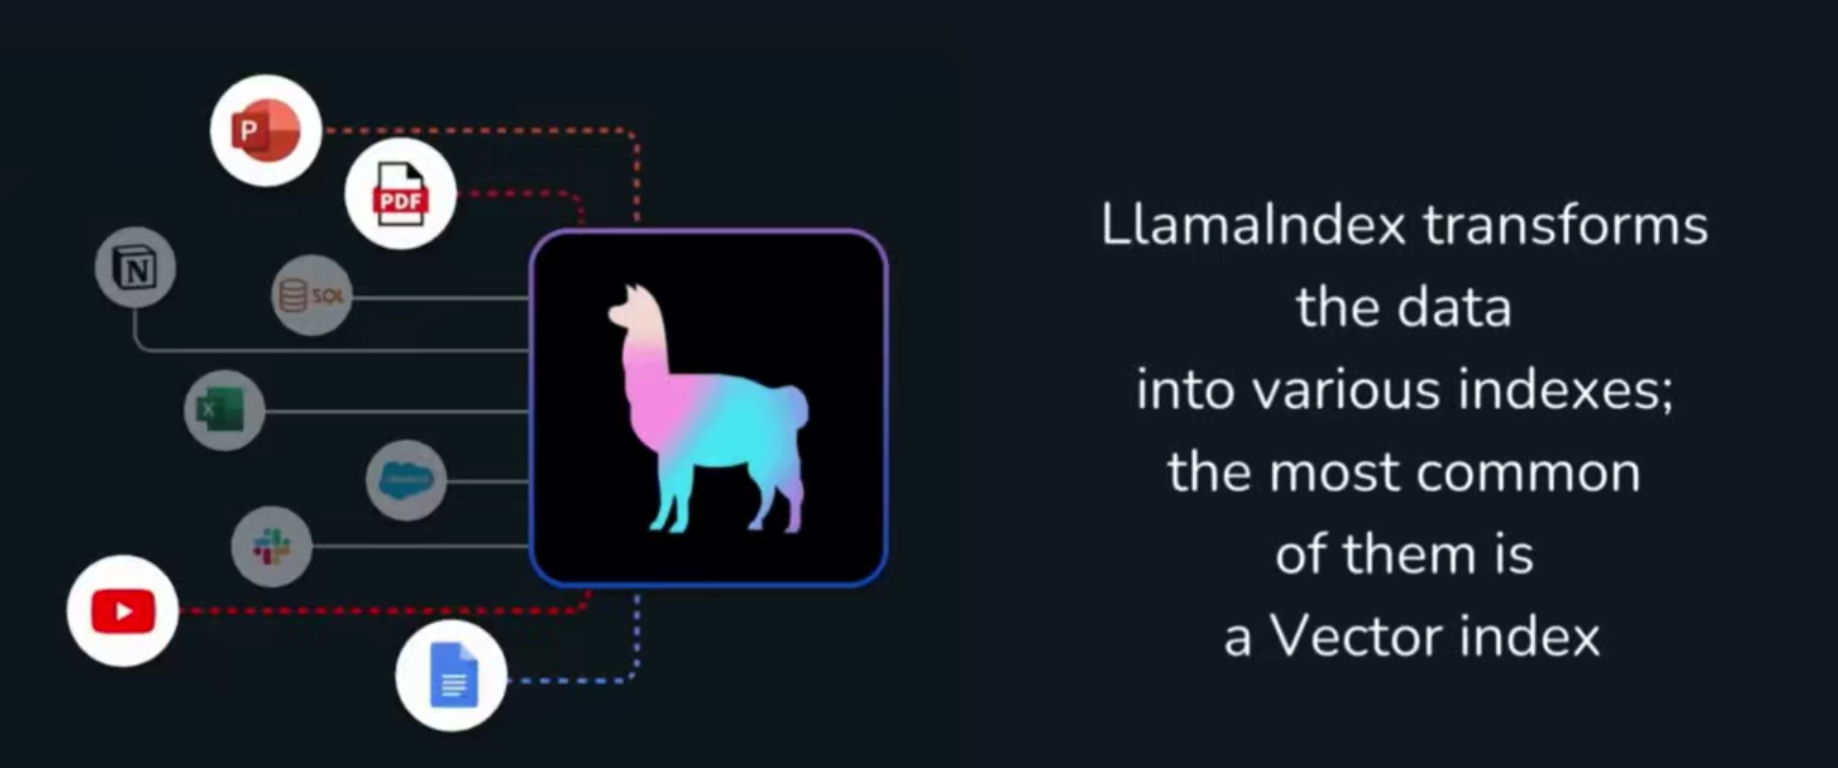 P
PDF
N
SQL
X
LlamaIndex transforms
the data
into various indexes;
the most common
of them is
a Vector index